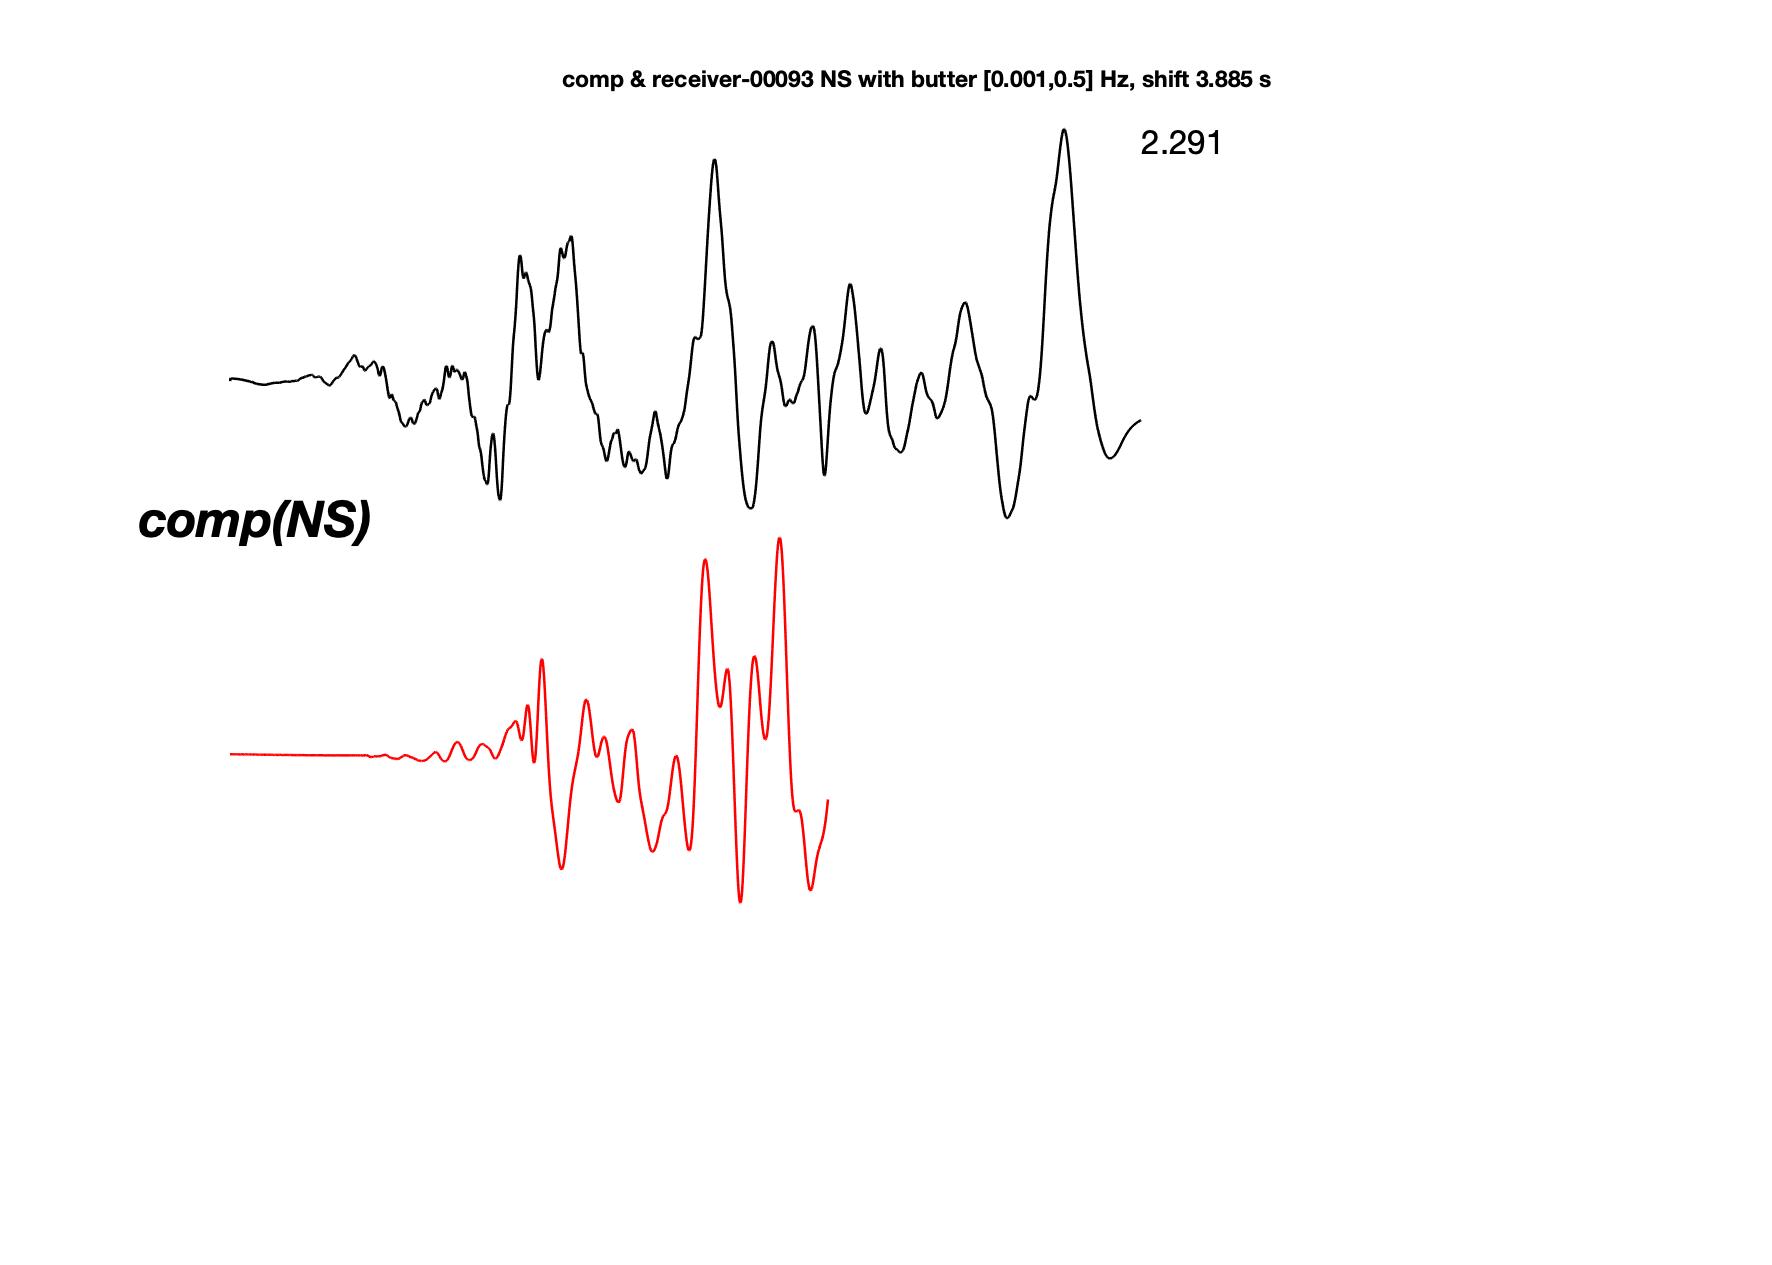 comp & receiver-00093 NS with butter [0.001,0.5] Hz, shift 3.885 s
2.291
comp(NS)